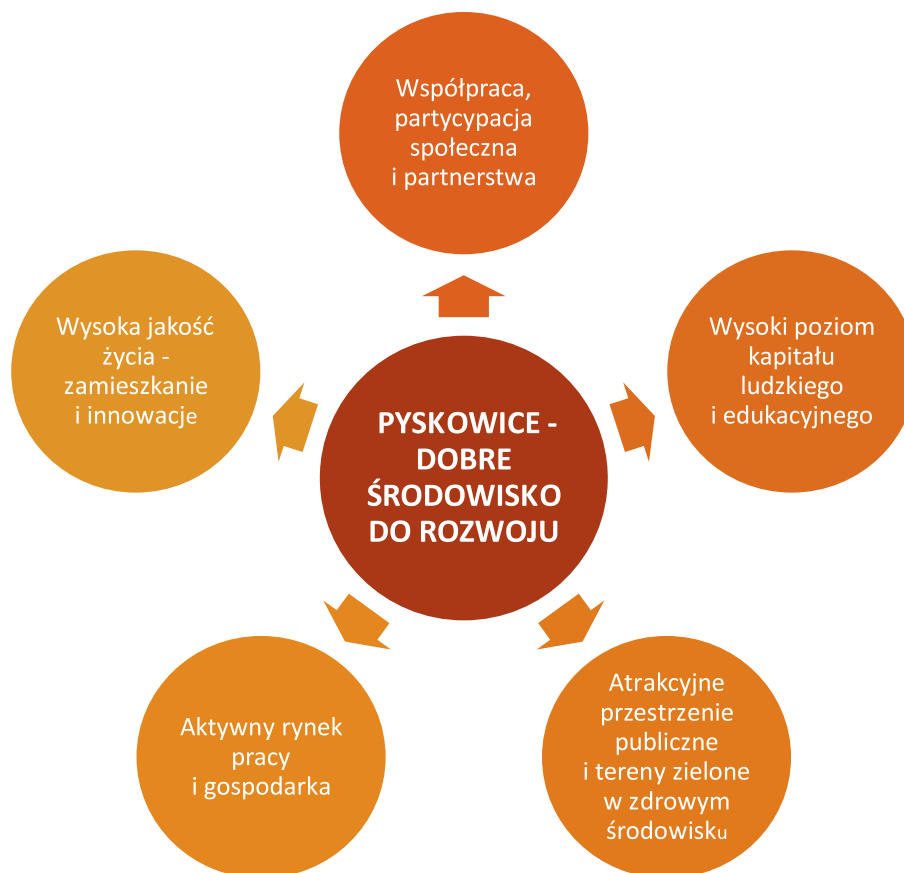 Współpraca,
partycypacja
społeczna
i partnerstwa
Wysoka jakość
życia -
zamieszkanie
i innowacje
Wysoki poziom
kapitału
ludzkiego
i edukacyjnego
PYSKOWICE -
DOBRE
ŚRODOWISKO
DO ROZWOJU
Aktywny rynek
pracy
i gospodarka
Atrakcyjne
przestrzenie
publiczne
i tereny zielone
w zdrowym
środowisku